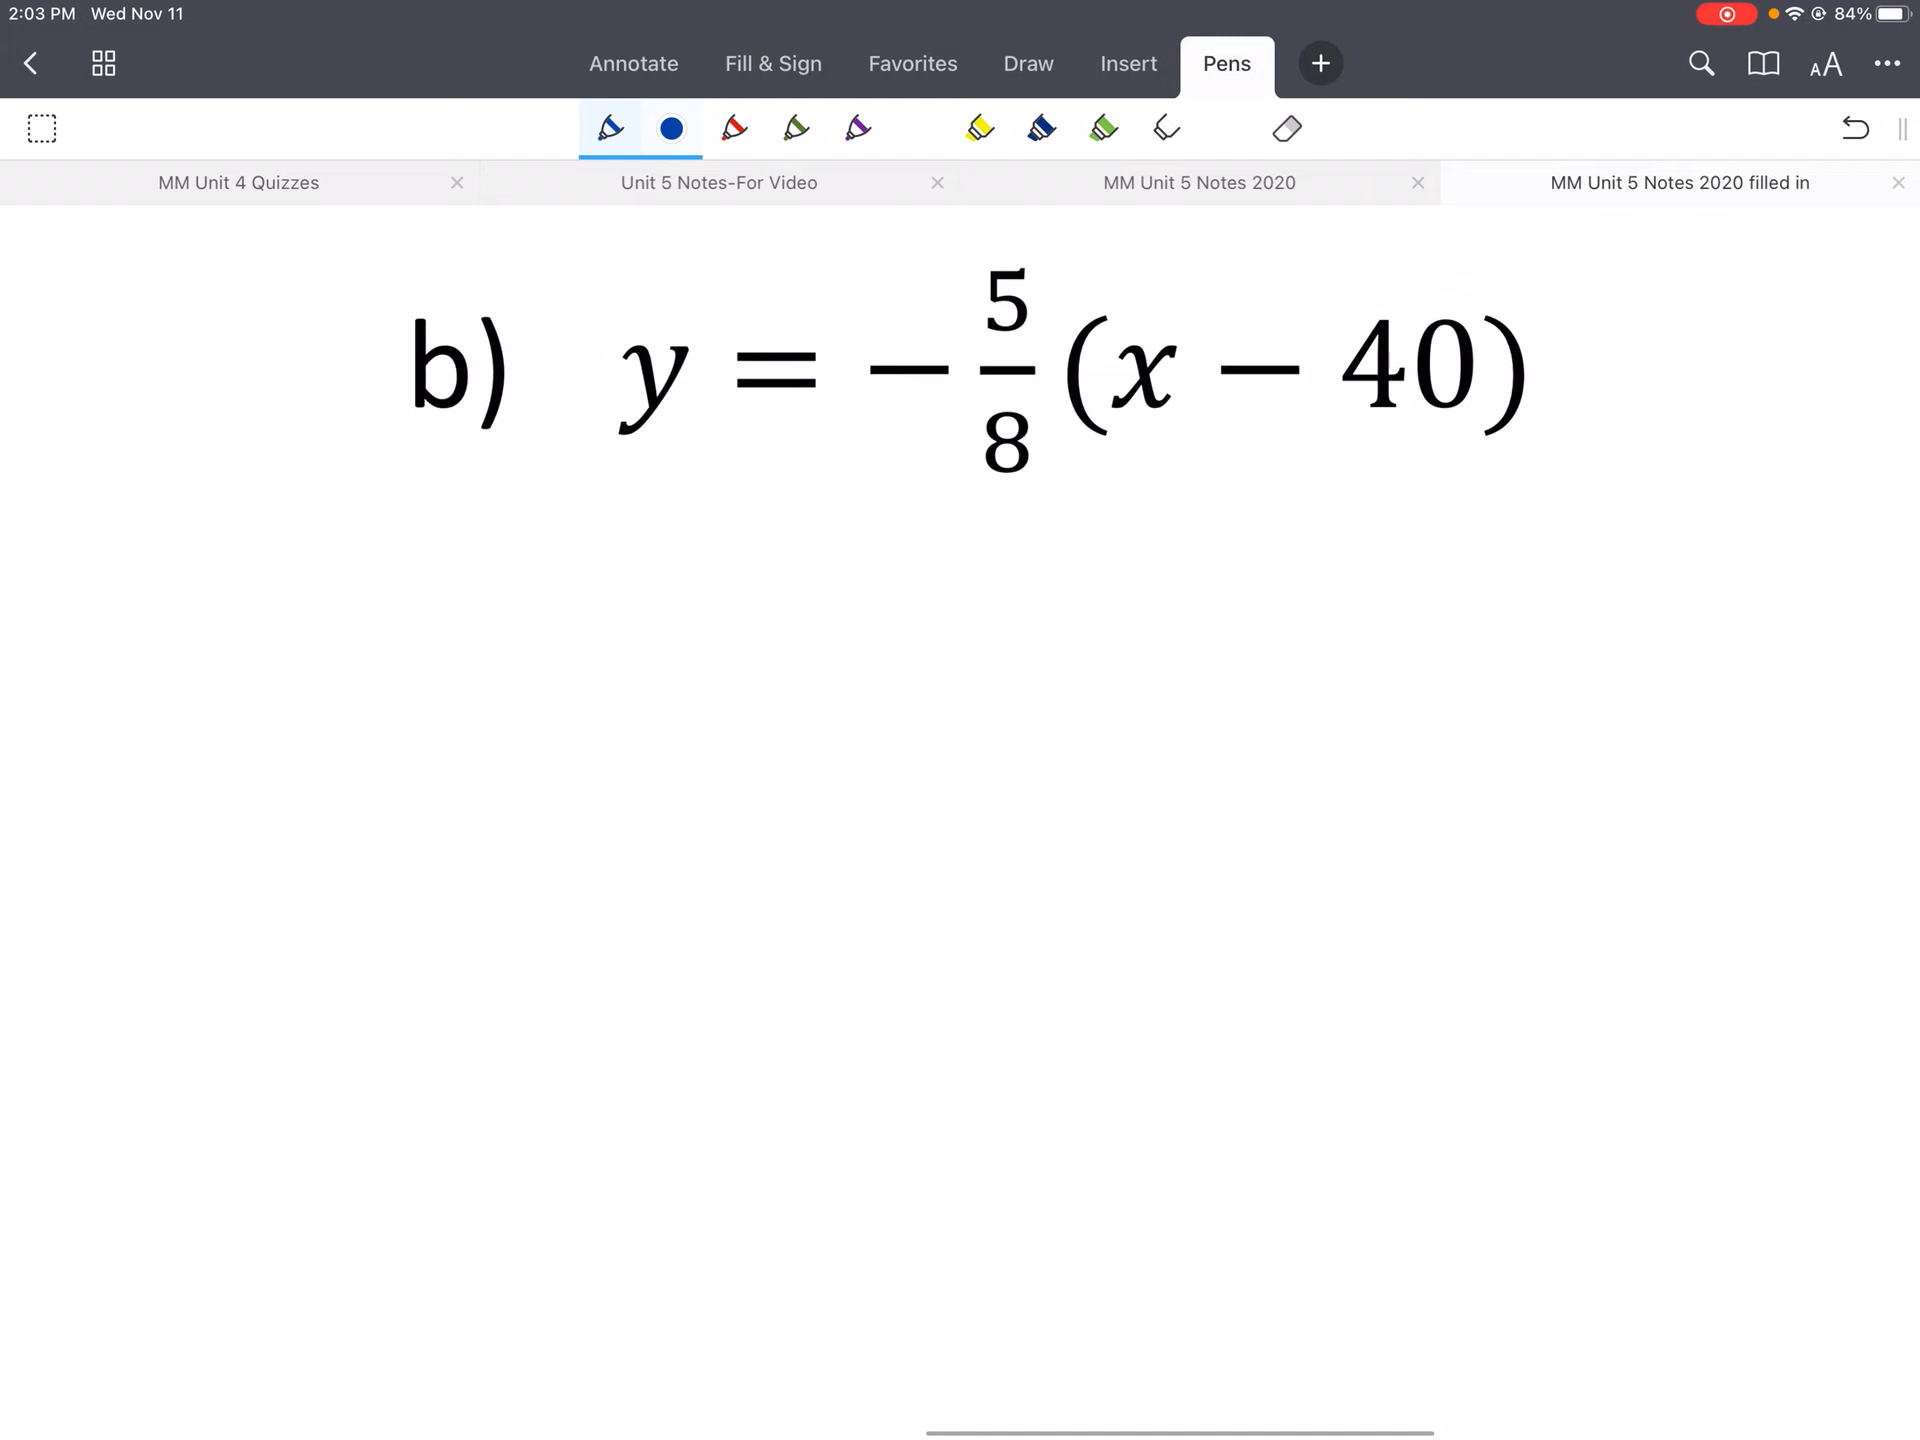 2:03 PM Wed Nov 11
84%
Annotate Fill & Sign Favorites Draw Insert Pens
AA
MM Unit 4 Quizzes
Unit 5 Notes-For Video
MM Unit 5 Notes 2020
MM Unit 5 Notes 2020 filled in
b) y = −5/8(x − 40)